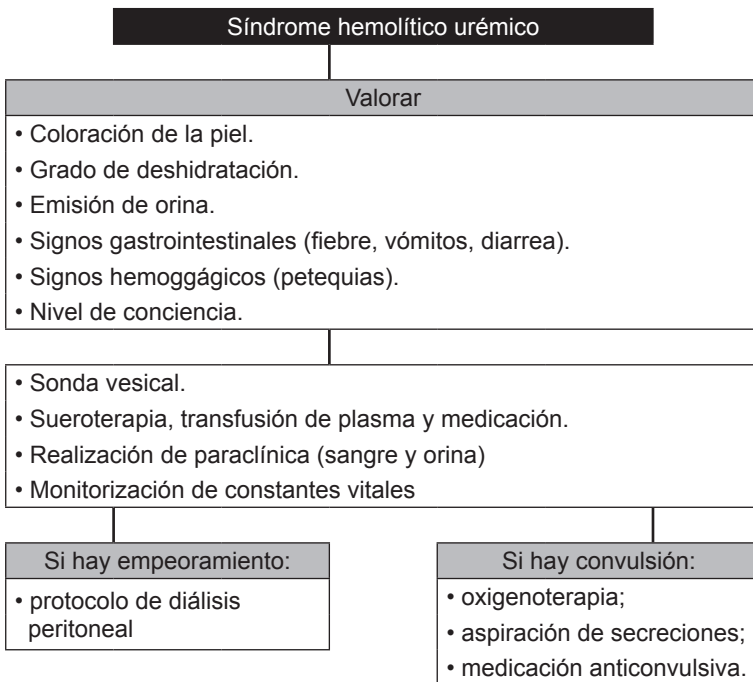 Síndrome hemolítico urémico
Valorar
• Coloración de la piel.
• Grado de deshidratación.
• Emisión de orina.
• Signos gastrointestinales (fiebre, vómitos, diarrea).
• Signos hemoggágicos (petequias).
• Nivel de conciencia.
• Sonda vesical.
• Sueroterapia, transfusión de plasma y medicación.
• Realización de paraclínica (sangre y orina)
• Monitorización de constantes vitales
Si hay empeoramiento:
• protocolo de diálisis
peritoneal
Si hay convulsión:
• oxigenoterapia;
• aspiración de secreciones;
• medicación anticonvulsiva.